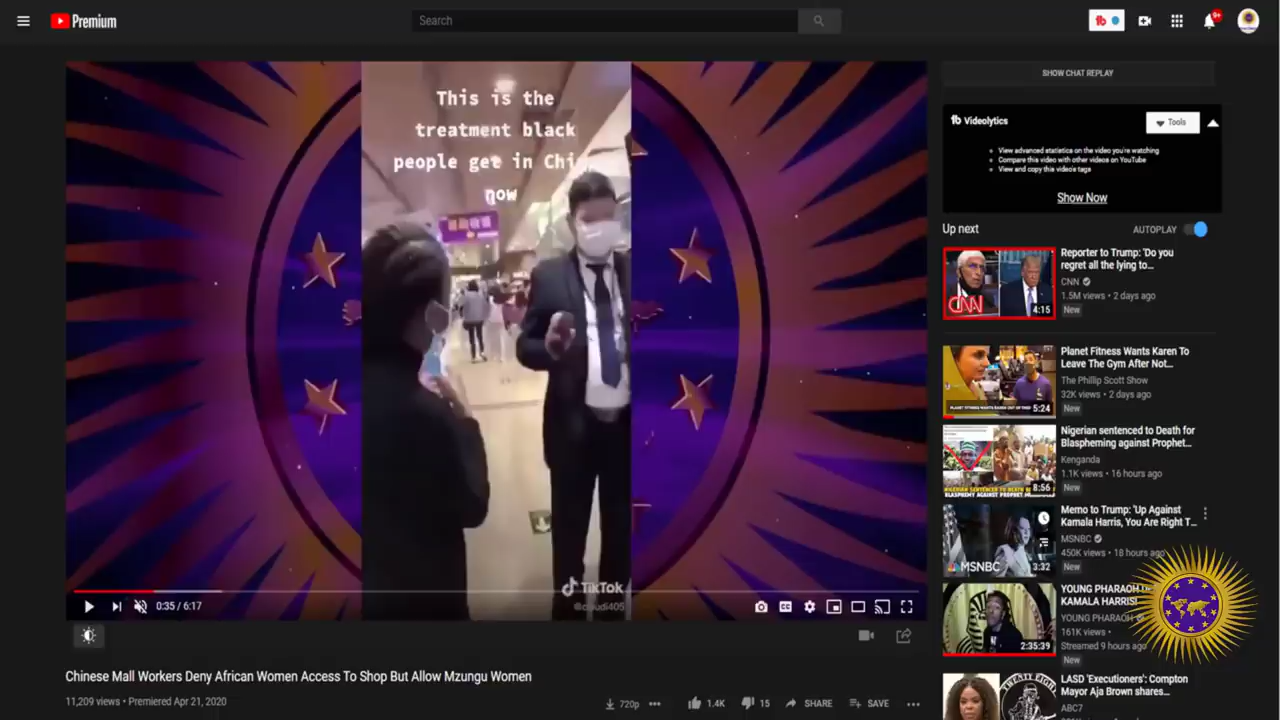 Premium
Search
9+
This is the
treatment black
people get in Chi
now
TikTok
0:35 / 6:17
Chinese Mall Workers Deny African Women Access To Shop But Allow Mzungu Women
11,209 views • Premiered Apr 21, 2020
720p
1.4K
15
SHARE
SAVE
SHOW CHAT REPLAY
Videolytics
Tools
View advanced statistics on the video you're watching
Compare this video with other videos on YouTube
View and copy this video's tags
Show Now
Up next
AUTOPLAY
CNN
4:15
Reporter to Trump: 'Do you
regret all the lying to...
CNN
1.5M views • 2 days ago
New
5:24
Planet Fitness Wants Karen To
Leave The Gym After Not...
The Phillip Scott Show
32K views • 2 days ago
New
8:56
Nigerian sentenced to Death for
Blaspheming against Prophet...
Kenganda
1.1K views • 16 hours ago
New
MSNBC
3:32
Memo to Trump: 'Up Against
Kamala Harris, You Are Right T...
MSNBC
450K views • 18 hours ago
New
2:35:39
YOUNG PHARAOH
KAMALA HARRIS!
YOUNG PHARAOH
161K views •
Streamed 9 hours ago
New
LASD 'Executioners': Compton
Mayor Aja Brown shares...
ABC7